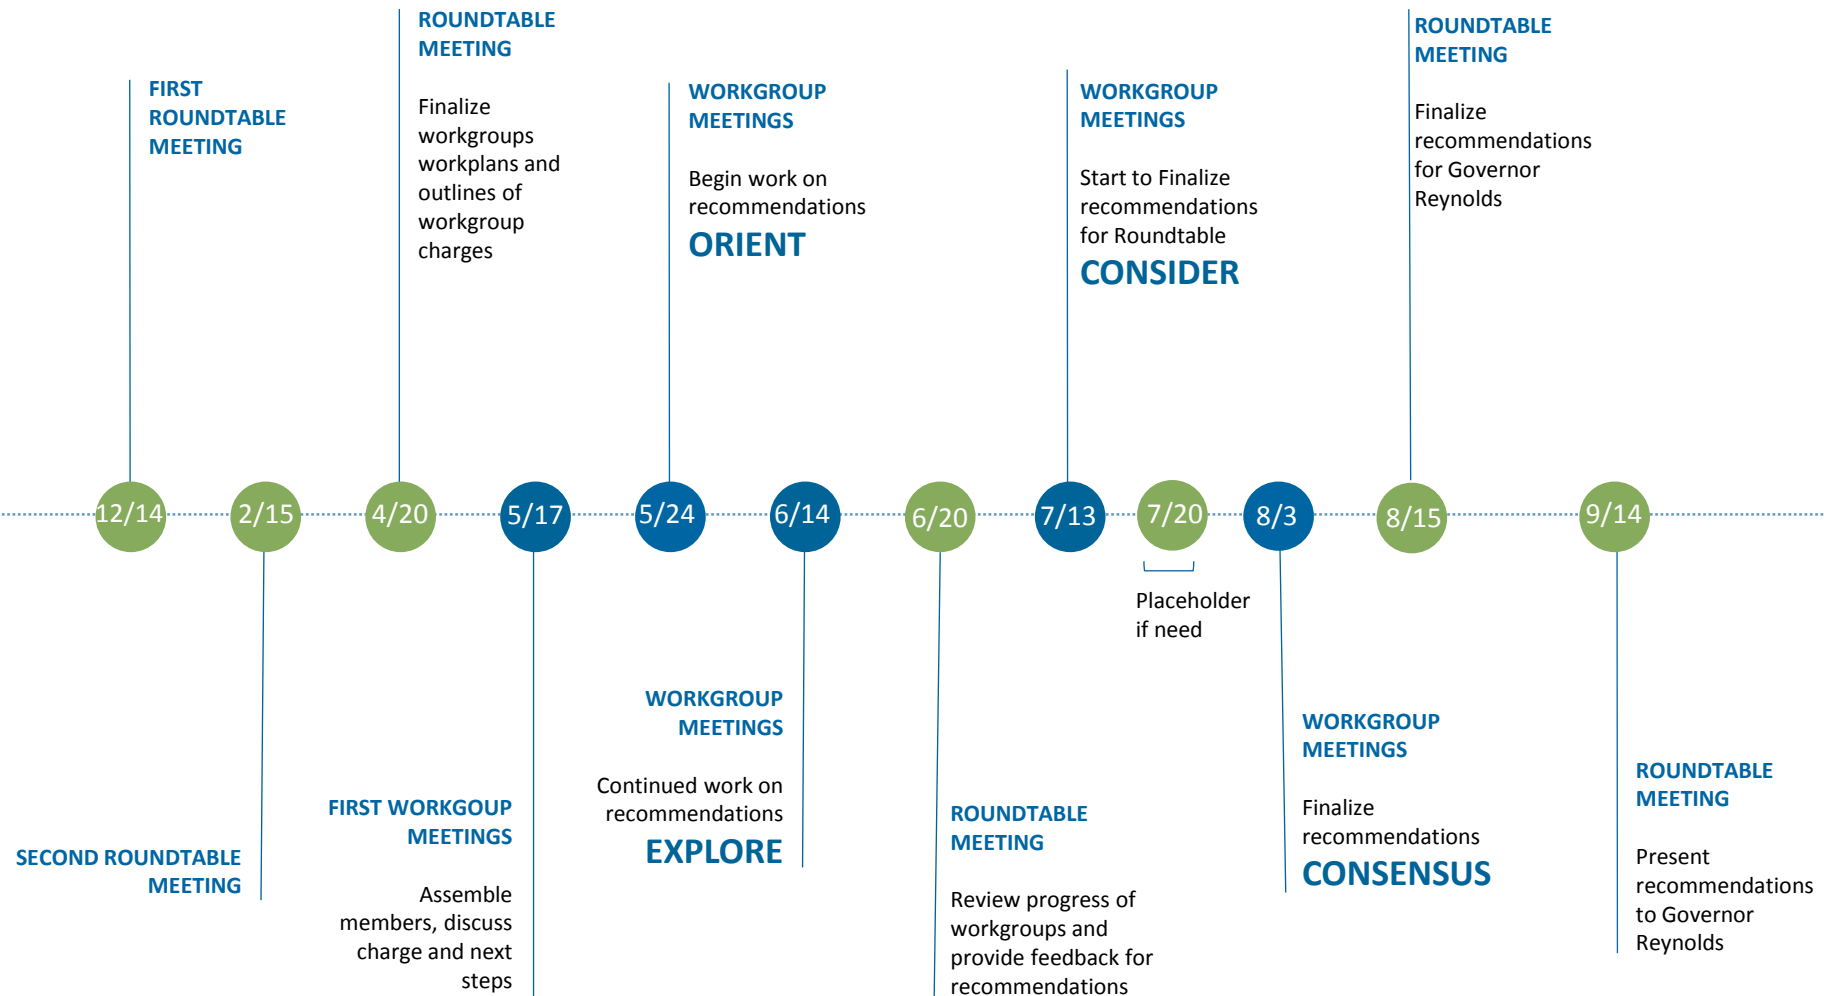 FIRST
ROUNDTABLE
MEETING
ROUNDTABLE
MEETING
Finalize
workgroups
workplans and
outlines of
workgroup
charges
WORKGROUP
MEETINGS
Begin work on
recommendations
ORIENT
WORKGROUP
MEETINGS
Start to Finalize
recommendations
for Roundtable
CONSIDER
ROUNDTABLE
MEETING
Finalize
recommendations
for Governor
Reynolds
12/14
2/15
4/20
5/17
5/24
6/14
6/20
7/13
7/20
8/3
8/15
9/14
SECOND ROUNDTABLE
MEETING
FIRST WORKGOUP
MEETINGS
Assemble
members, discuss
charge and next
steps
WORKGROUP
MEETINGS
Continued work on
recommendations
EXPLORE
ROUNDTABLE
MEETING
Review progress of
workgroups and
provide feedback for
recommendations
Placeholder
if need
WORKGROUP
MEETINGS
Finalize
recommendations
CONSENSUS
ROUNDTABLE
MEETING
Present
recommendations
to Governor
Reynolds